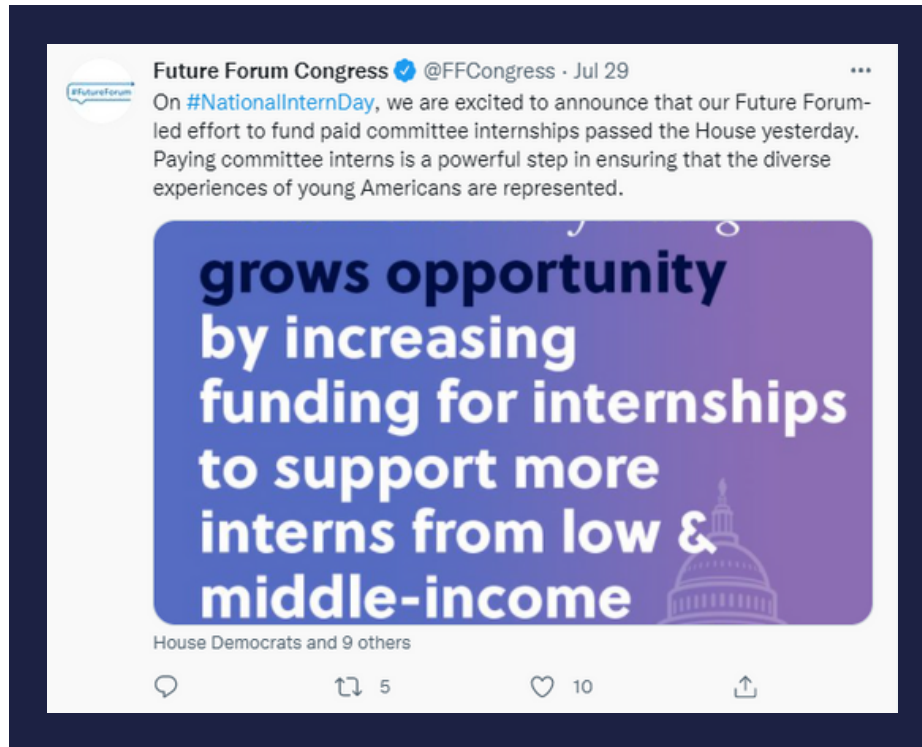 Future Forum Congress @FFCongress · Jul 29
#FutureForum
On #NationalInternDay, we are excited to announce that our Future Forum-
led effort to fund paid committee internships passed the House yesterday.
Paying committee interns is a powerful step in ensuring that the diverse
experiences of young Americans are represented.
grows opportunity
by increasing
funding for internships
to support more
interns from low &
middle-income
House Democrats and 9 others
5 10